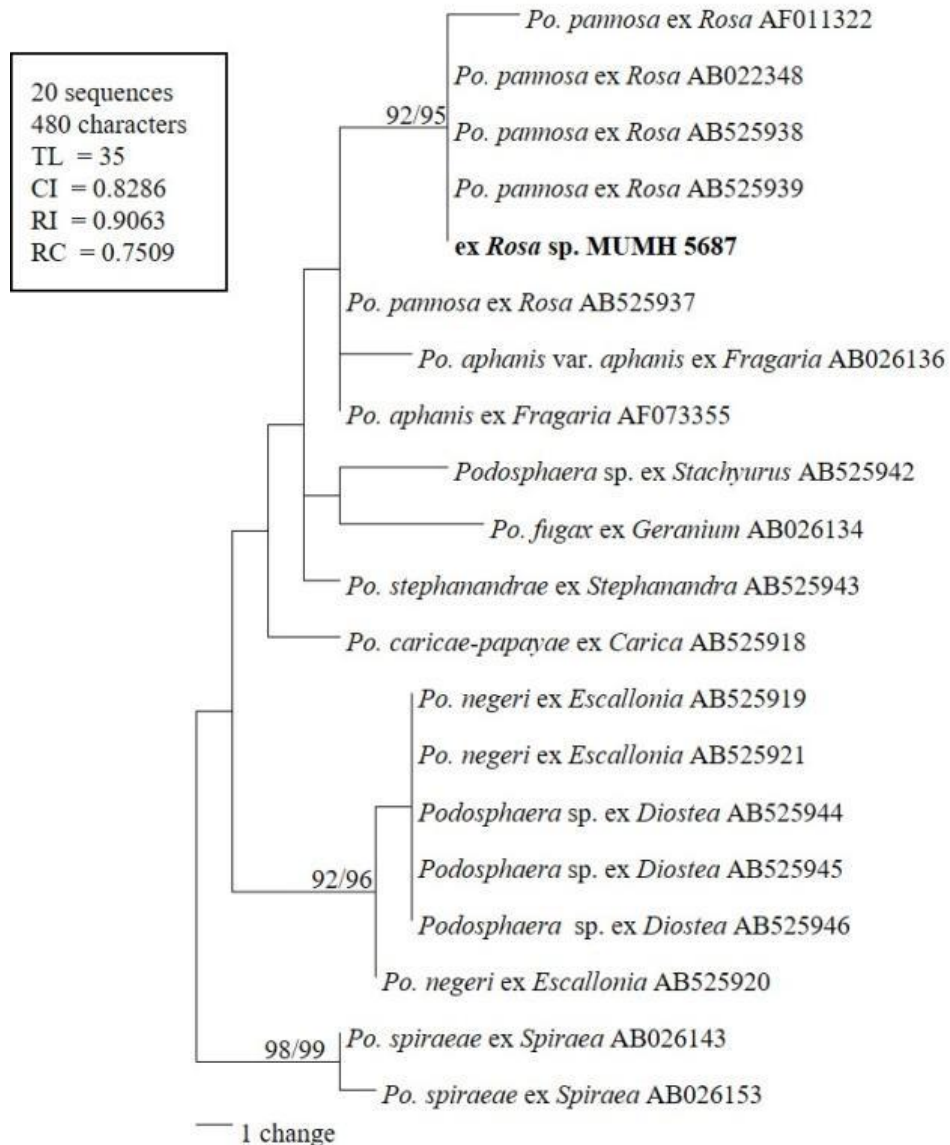 20 sequences
480 characters
TL = 35
CI = 0.8286
RI = 0.9063
RC = 0.7509
Po. pannosa ex Rosa AF011322
Po. pannosa ex Rosa AB022348
92/95
Po. pannosa ex Rosa AB525938
Po. pannosa ex Rosa AB525939
ex Rosa sp. MUMH 5687
Po. pannosa ex Rosa AB525937
Po. aphanis var. aphanis ex Fragaria AB026136
Po. aphanis ex Fragaria AF073355
Podosphaera sp. ex Stachyurus AB525942
Po. fugax ex Geranium AB026134
Po. stephanandrae ex Stephanandra AB525943
Po. caricae-papayae ex Carica AB525918
Po. negeri ex Escallonia AB525919
Po. negeri ex Escallonia AB525921
Podosphaera sp. ex Diostea AB525944
Podosphaera sp. ex Diostea AB525945
92/96
Podosphaera sp. ex Diostea AB525946
Po. negeri ex Escallonia AB525920
Po. spiraeae ex Spiraea AB026143
98/99
Po. spiraeae ex Spiraea AB026153
1 change